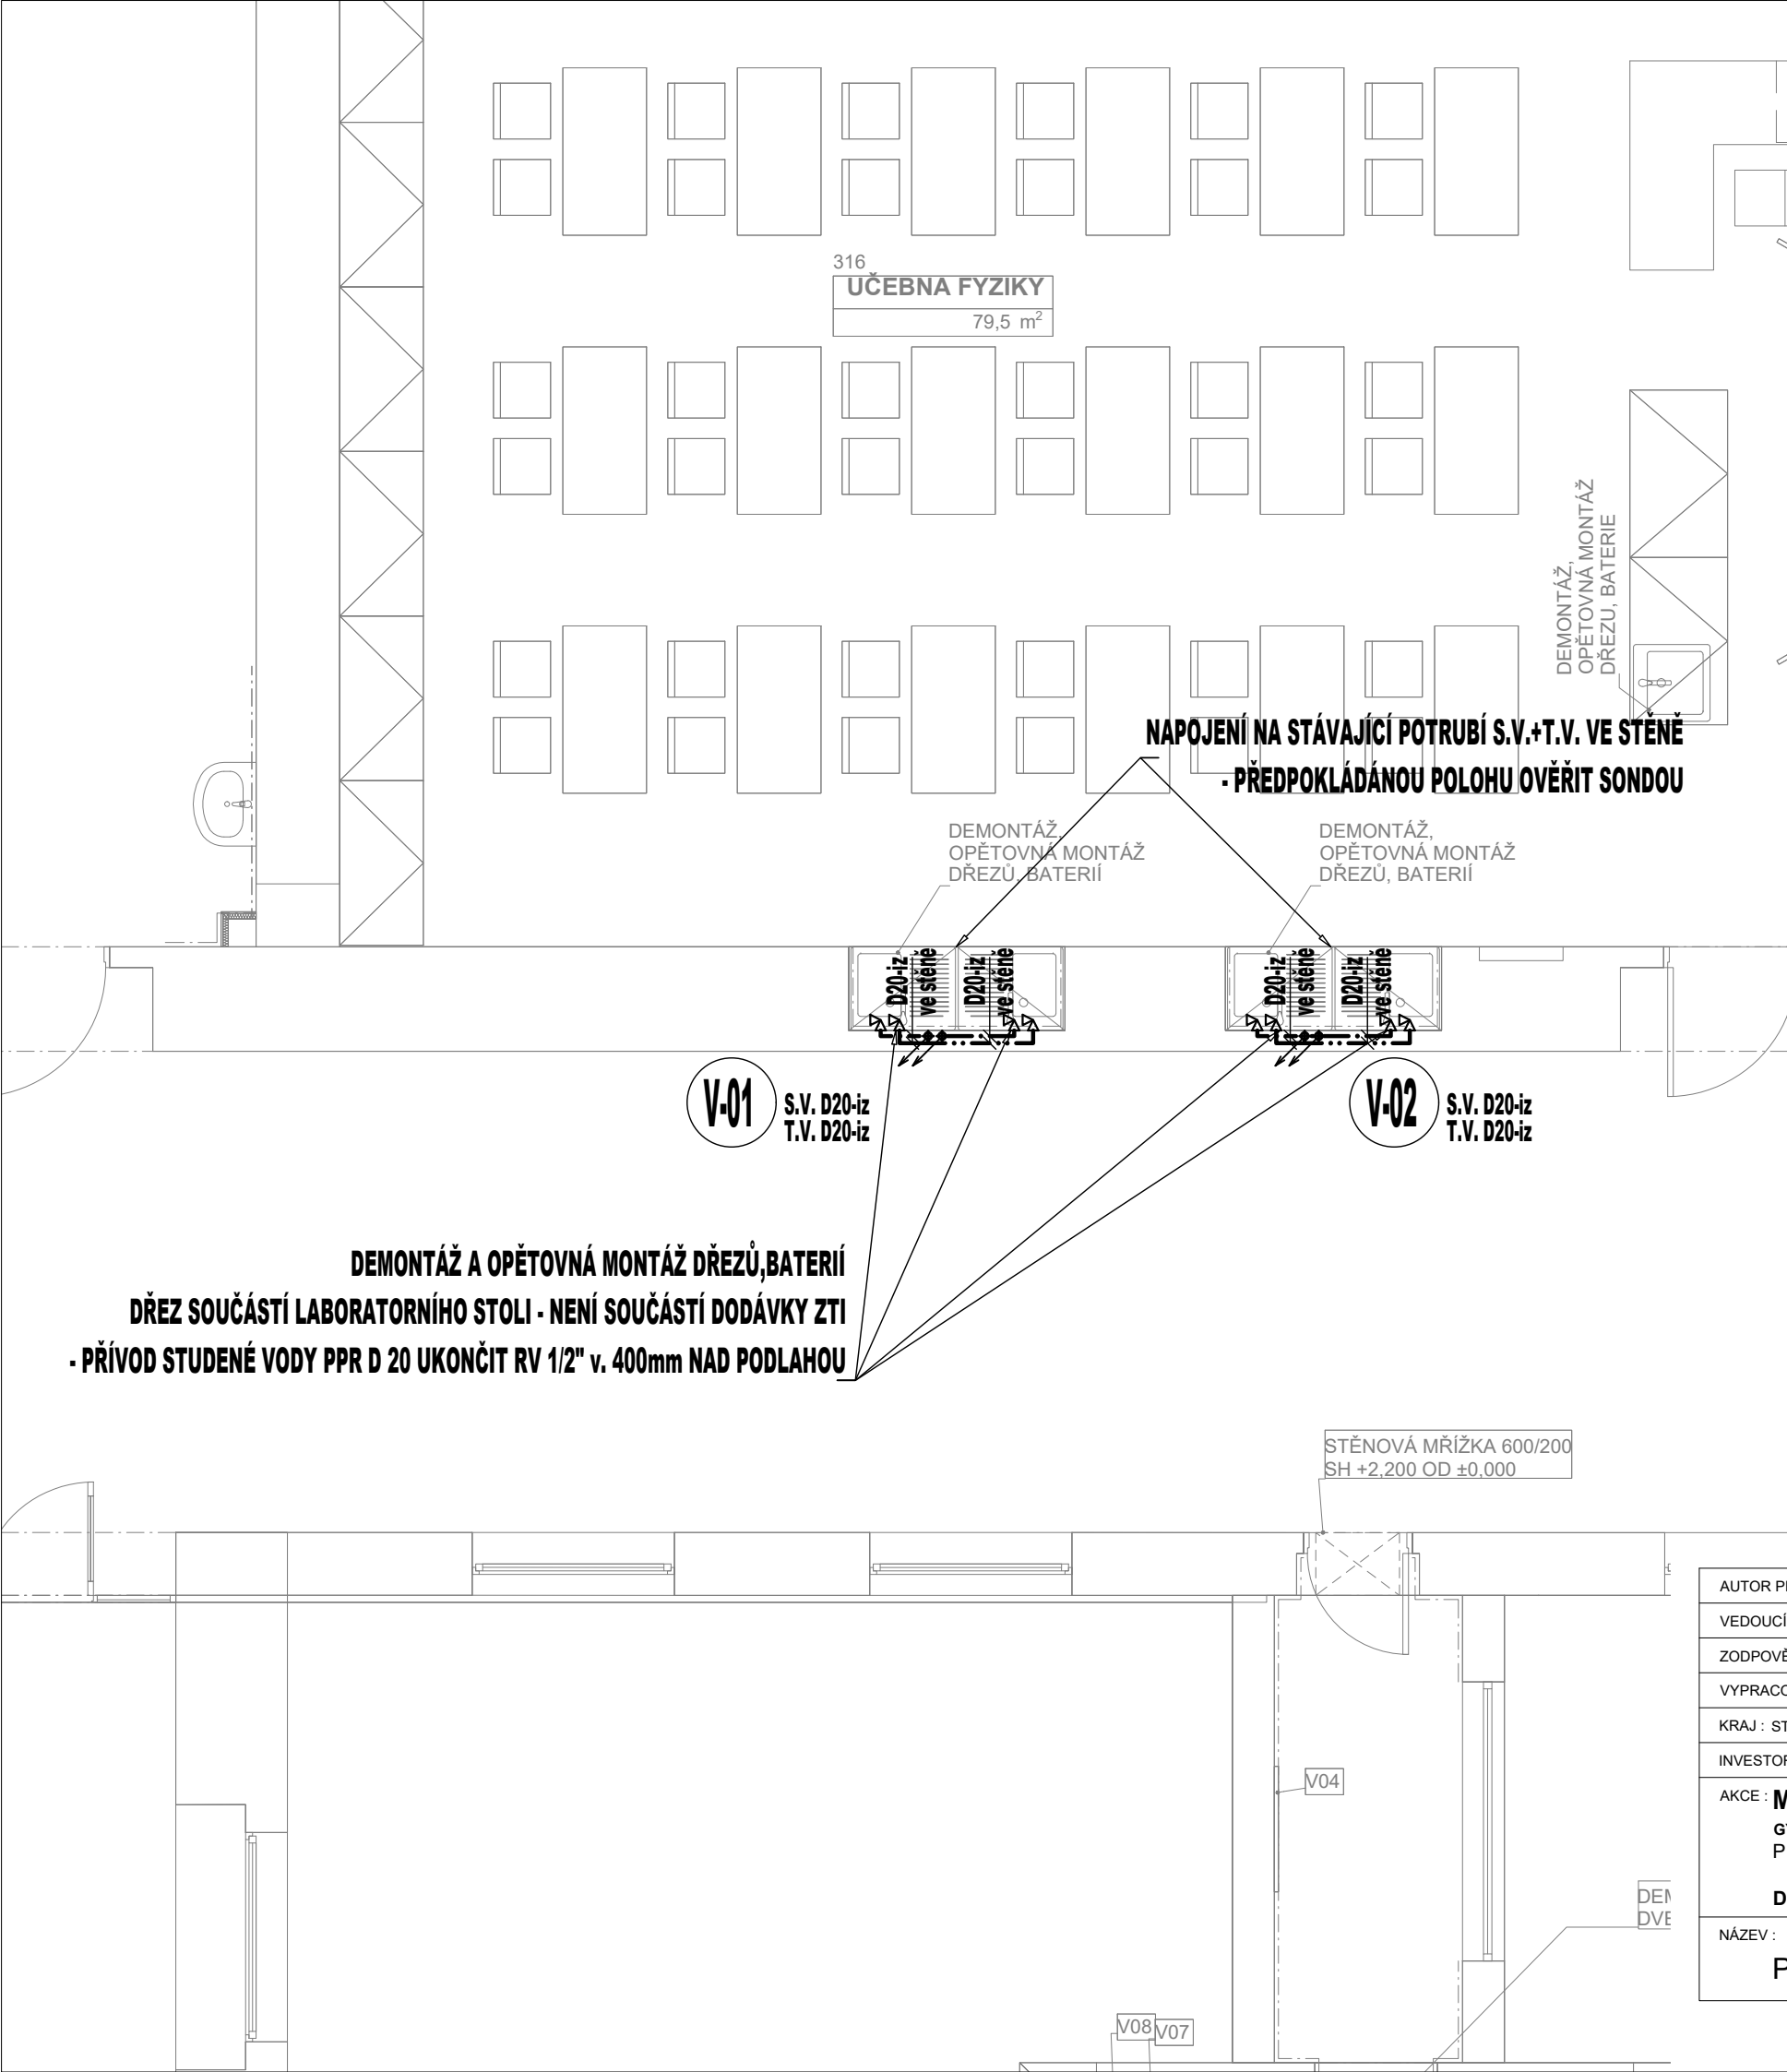 316
UČEBNA FYZIKY
79,5 m²
DEMONTÁŽ,
OPĚTOVNÁ MONTÁŽ
DŘEZU, BATERIE
NAPOJENÍ NA STÁVAJÍCÍ POTRUBÍ S.V.+T.V. VE STĚNĚ
- PŘEDPOKLÁDÁNOU POLOHU OVĚŘIT SONDOU
DEMONTÁŽ,
OPĚTOVNÁ MONTÁŽ
DŘEZŮ, BATERIÍ
DEMONTÁŽ,
OPĚTOVNÁ MONTÁŽ
DŘEZŮ, BATERIÍ
D20-iz
ve stěně
D20-iz
ve stěně
D20-iz
ve stěně
D20-iz
ve stěně
V-01
S.V. D20-iz
T.V. D20-iz
V-02
S.V. D20-iz
T.V. D20-iz
DEMONTÁŽ A OPĚTOVNÁ MONTÁŽ DŘEZŮ,BATERIÍ
DŘEZ SOUČÁSTÍ LABORATORNÍHO STOLI - NENÍ SOUČÁSTÍ DODÁVKY ZTI
- PŘÍVOD STUDENÉ VODY PPR D 20 UKONČIT RV 1/2" v. 400mm NAD PODLAHOU
STĚNOVÁ MŘÍŽKA 600/200
SH +2,200 OD ±0,000
V04
V08
V07
AUTOR
VEDOUCÍ
KRAJ :
AKCE :
NÁZEV :